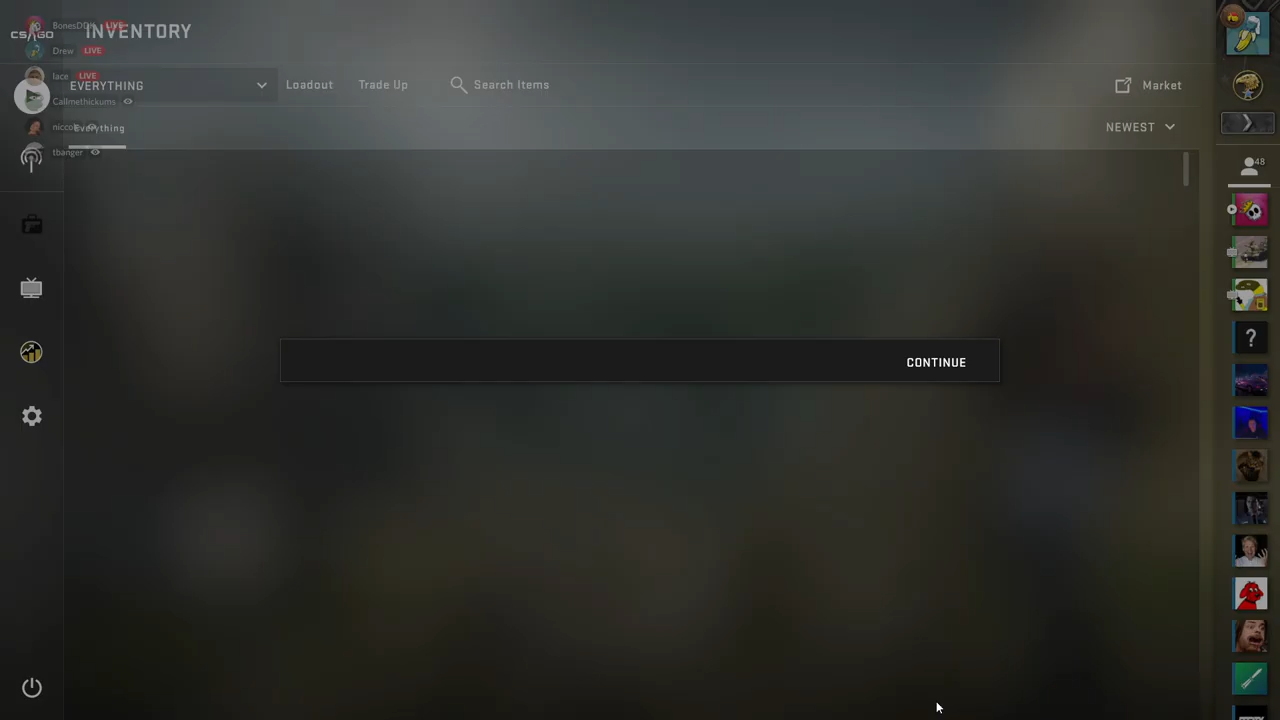 BonesDDX LIVE
CS:GO
INVENTORY
Drew LIVE
lace LIVE
EVERYTHING
Loadout
Trade Up
Search Items
Market
Callmethickums
Everything
NEWEST
tbanger
48
CONTINUE
?